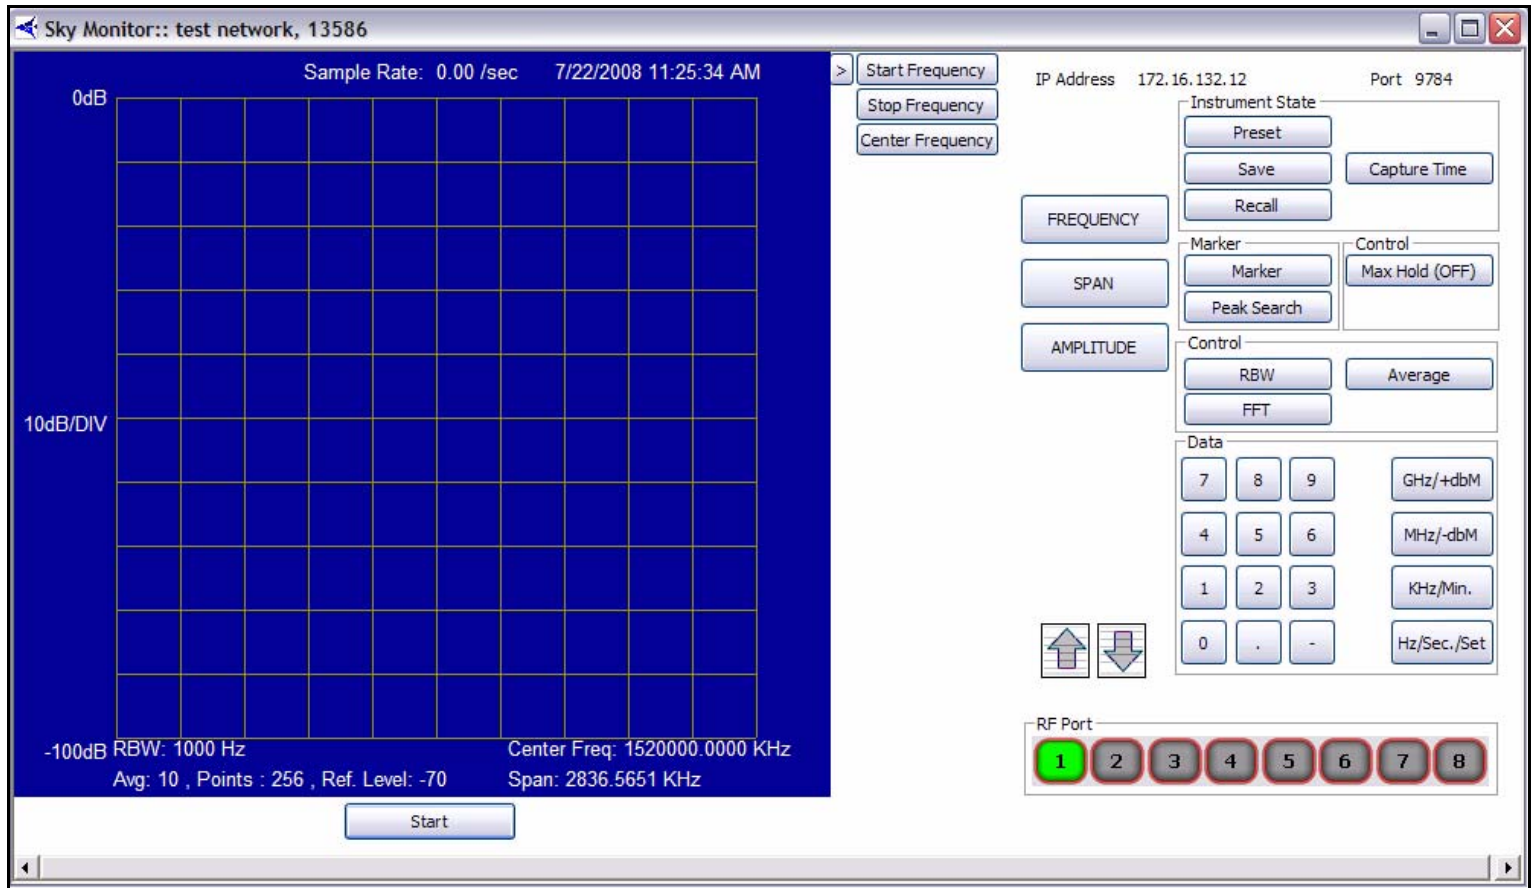 Sky Monitor:: test network, 13586
Sample Rate: 0.00 /sec 7/22/2008 11:25:34 AM
0dB
10dB/DIV
-100dB
RBW: 1000 Hz Center Freq: 1520000.0000 KHz
Avg: 10 , Points : 256 , Ref. Level: -70 Span: 2836.5651 KHz
Start
>
Start Frequency
Stop Frequency
Center Frequency
IP Address 172.16.132.12 Port 9784
FREQUENCY
SPAN
AMPLITUDE
Instrument State
Preset
Save Capture Time
Recall
Marker
Marker
Peak Search
Control
Max Hold (OFF)
Control
RBW Average
FFT
Data
7 8 9 GHz/+dbM
4 5 6 MHz/-dbM
1 2 3 KHz/Min.
0 . - Hz/Sec./Set
RF Port
1 2 3 4 5 6 7 8